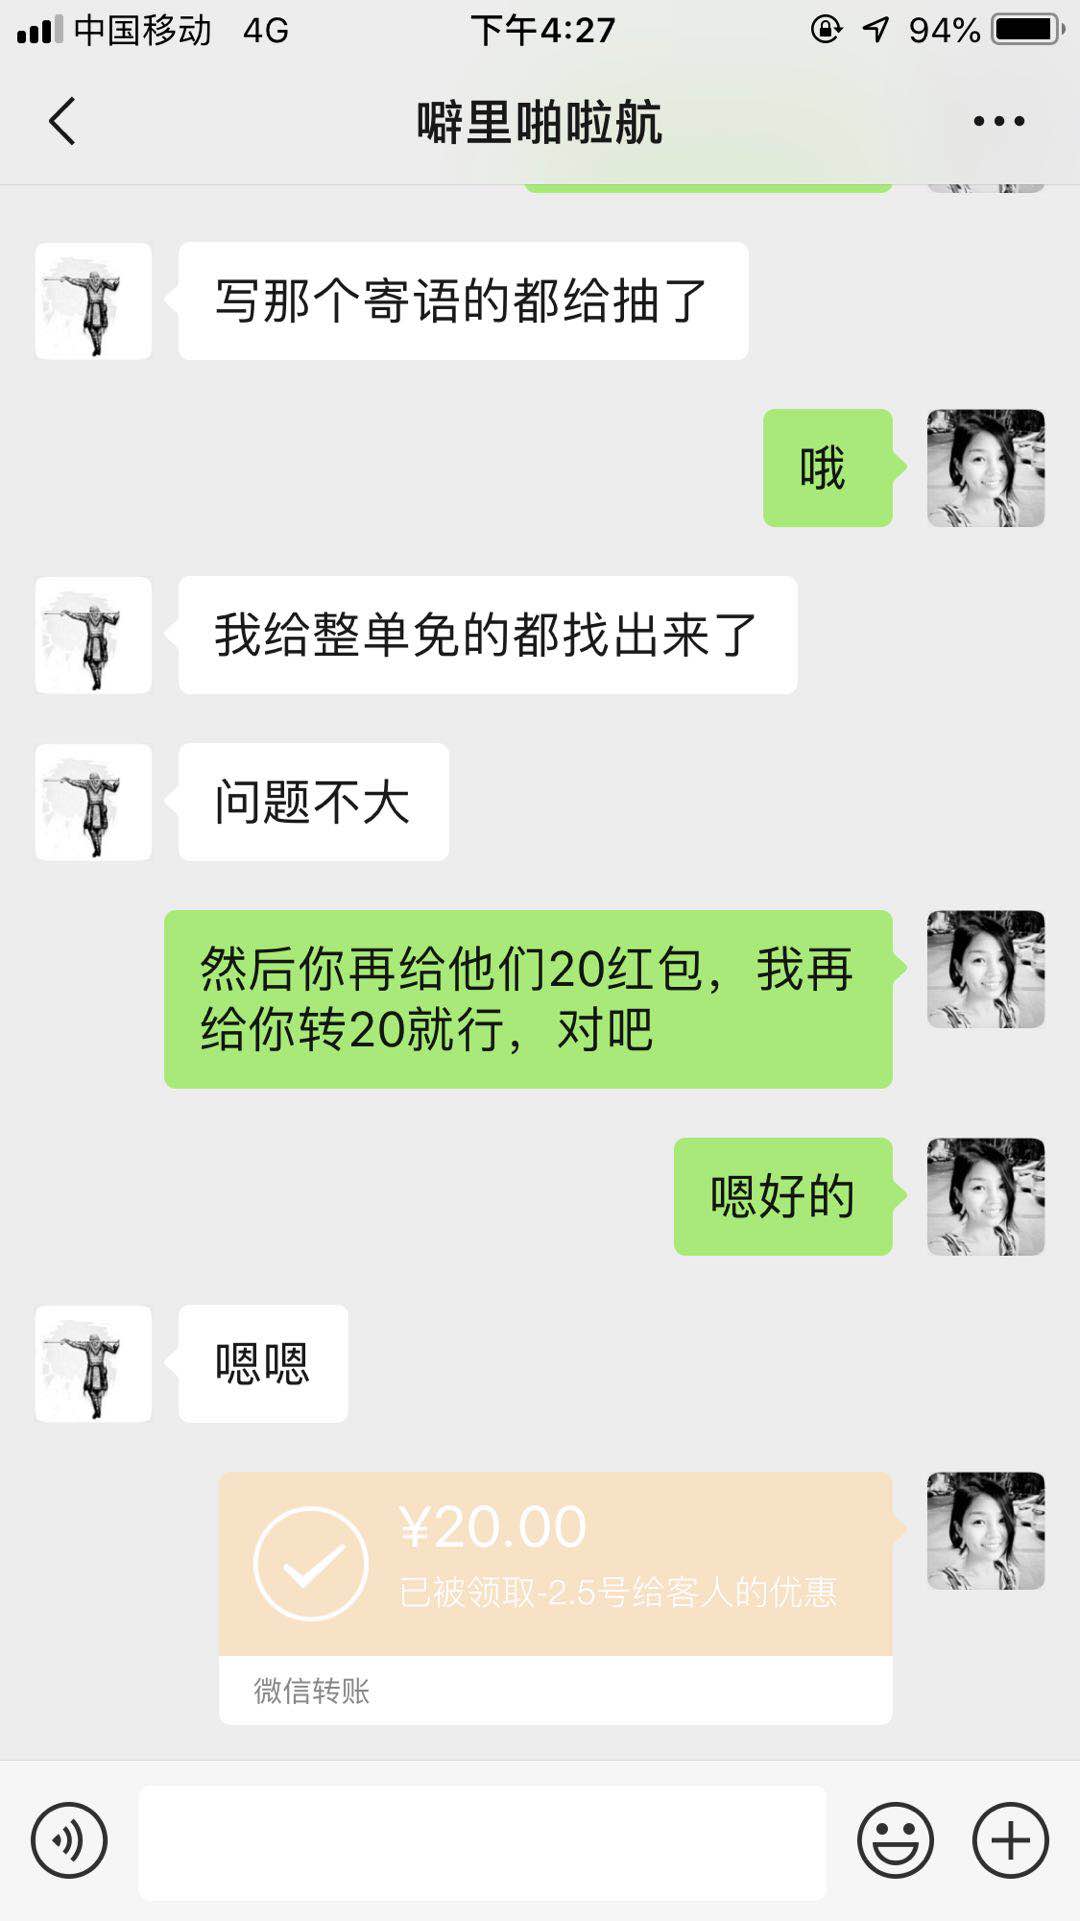 中国移动 4G 下午4:27 94%
噼里啪啦航
写那个寄语的都给抽了
哦
我给整单免的都找出来了
问题不大
然后你再给他们20红包，我再
给你转20就行，对吧
嗯好的
嗯嗯
¥20.00
已被领取-2.5号给客人的优惠
微信转账